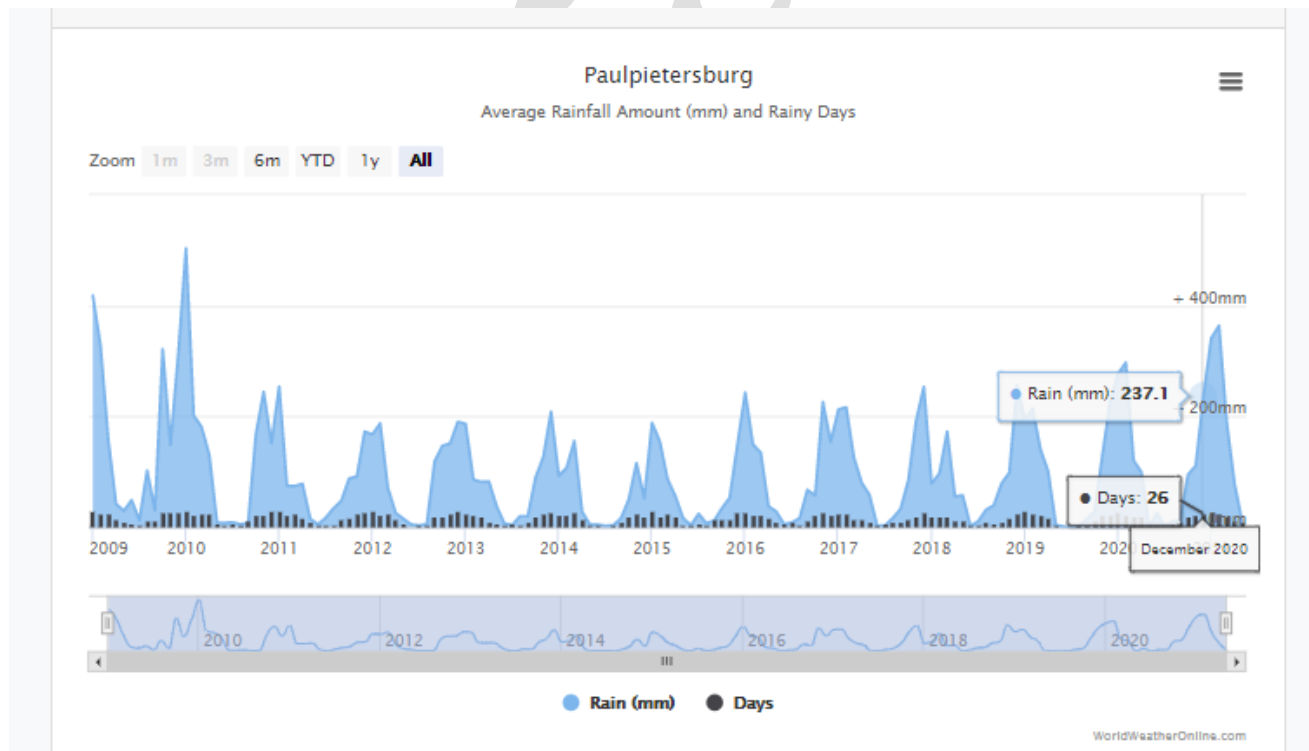 Paulpietersburg
Average Rainfall Amount (mm) and Rainy Days
Zoom 1m 3m 6m YTD 1y All
+ 400mm
Rain (mm): 237.1
200mm
Days: 26
2009 2010 2011 2012 2013 2014 2015 2016 2017 2018 2019
December 2020
2010 2012 2014 2016 2018 2020
Rain (mm) Days
WorldWeatherOnline.com